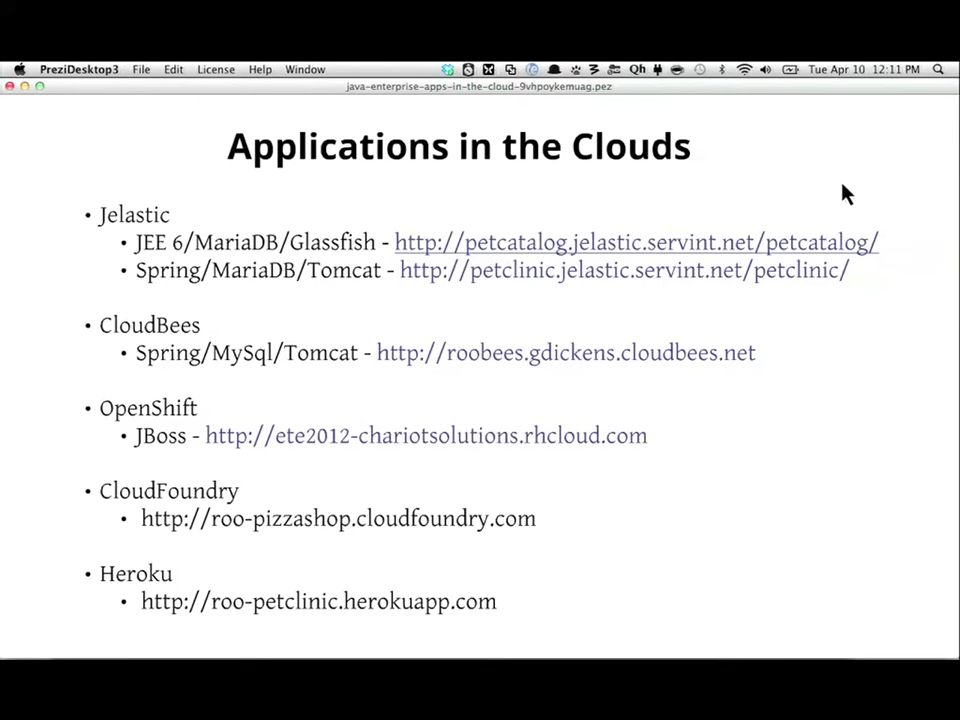 PreziDesktop3 File Edit License Help Window Qh Tue Apr 10 12:11 PM
java-enterprise-apps-in-the-cloud-9vhpoykemuag.pez
Applications in the Clouds
• Jelastic
• JEE 6/MariaDB/Glassfish - http://petcatalog.jelastic.servint.net/petcatalog/
• Spring/MariaDB/Tomcat - http://petclinic.jelastic.servint.net/petclinic/
• CloudBees
• Spring/MySql/Tomcat - http://roobees.gdickens.cloudbees.net
• OpenShift
• JBoss - http://ete2012-chariotsolutions.rhcloud.com
• CloudFoundry
• http://roo-pizzashop.cloudfoundry.com
• Heroku
• http://roo-petclinic.herokuapp.com